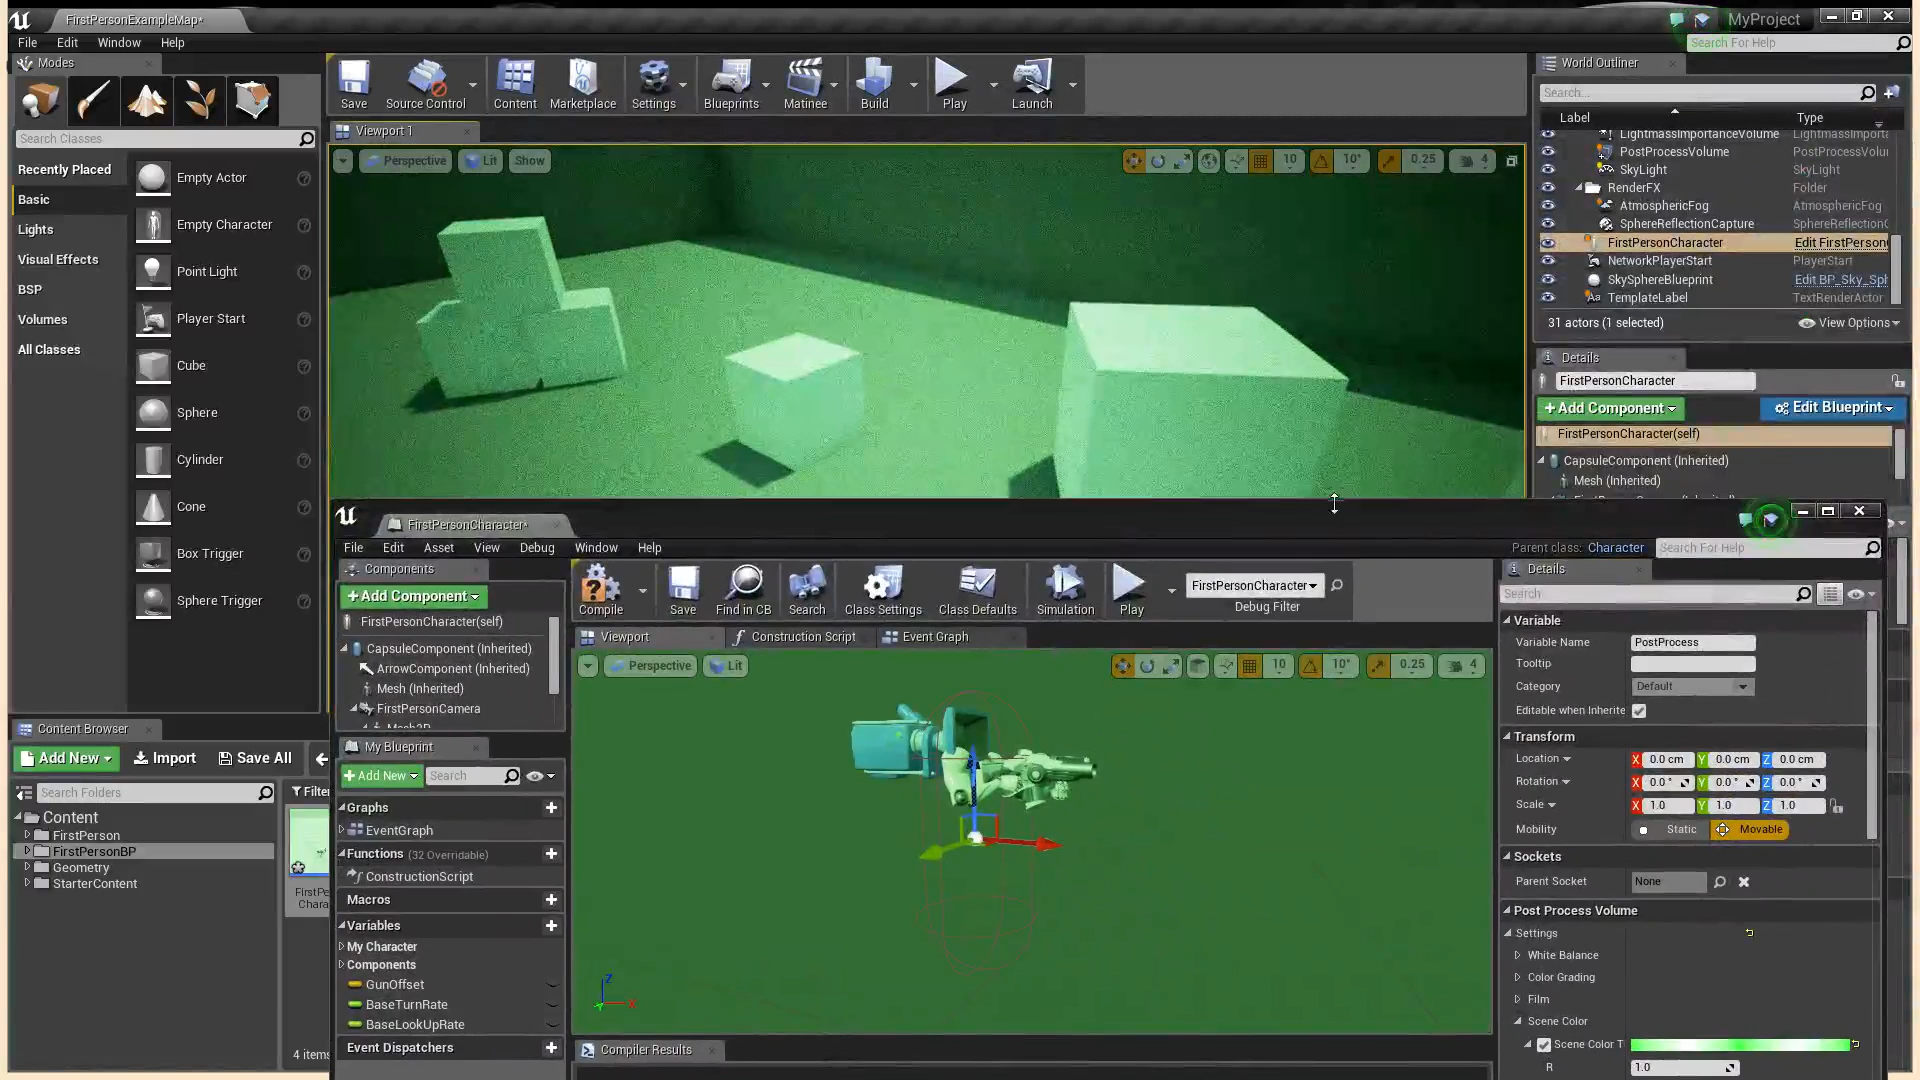 FirstPersonExampleMap*
MyProject
File Edit Window Help
Search For Help
Modes
Search Classes
Recently Placed
Basic
Lights
Visual Effects
BSP
Volumes
All Classes
Empty Actor
Empty Character
Point Light
Player Start
Cube
Sphere
Cylinder
Cone
Box Trigger
Sphere Trigger
Save Source Control Content Marketplace Settings Blueprints Matinee Build Play Launch
Viewport 1
Perspective Lit Show
10 10° 0.25 4
World Outliner
Search...
Label Type
LightmassImportanceVolume Lightmassimporta
PostProcessVolume PostProcessVolu
SkyLight SkyLight
RenderFX Folder
AtmosphericFog AtmosphericFog
SphereReflectionCapture SphereReflectionC
FirstPersonCharacter Edit FirstPerson
NetworkPlayerStart PlayerStart
SkySphereBlueprint Edit BP_Sky_Sph
TemplateLabel TextRenderActor
31 actors (1 selected) View Options
Details
FirstPersonCharacter
+Add Component Edit Blueprint
FirstPersonCharacter(self)
CapsuleComponent (Inherited)
Mesh (Inherited)
Content Browser
Add New Import Save All
Search Folders
Filter
Content
FirstPerson
FirstPersonBP
Geometry
StarterContent
FirstPe
Chara
4 items
FirstPersonCharacter*
File Edit Asset View Debug Window Help
Parent class: Character
Search For Help
Components
+Add Component
FirstPersonCharacter(self)
CapsuleComponent (Inherited)
ArrowComponent (Inherited)
Mesh (Inherited)
FirstPersonCamera
My Blueprint
+Add New Search
Graphs
EventGraph
Functions (32 Overridable)
ConstructionScript
Macros
Variables
My Character
Components
GunOffset
BaseTurnRate
BaseLookUpRate
Event Dispatchers
Compile Save Find in CB Search Class Settings Class Defaults Simulation Play
FirstPersonCharacter
Debug Filter
Viewport Construction Script Event Graph
Perspective Lit
10 10° 0.25 4
Z
X
Compiler Results
Details
Search
Variable
Variable Name PostProcess
Tooltip
Category Default
Editable when Inherite
Transform
Location X 0.0 cm Y 0.0 cm Z 0.0 cm
Rotation X 0.0 ° Y 0.0 ° Z 0.0 °
Scale X 1.0 Y 1.0 Z 1.0
Mobility Static Movable
Sockets
Parent Socket None
Post Process Volume
Settings
White Balance
Color Grading
Film
Scene Color
Scene Color T
R 1.0